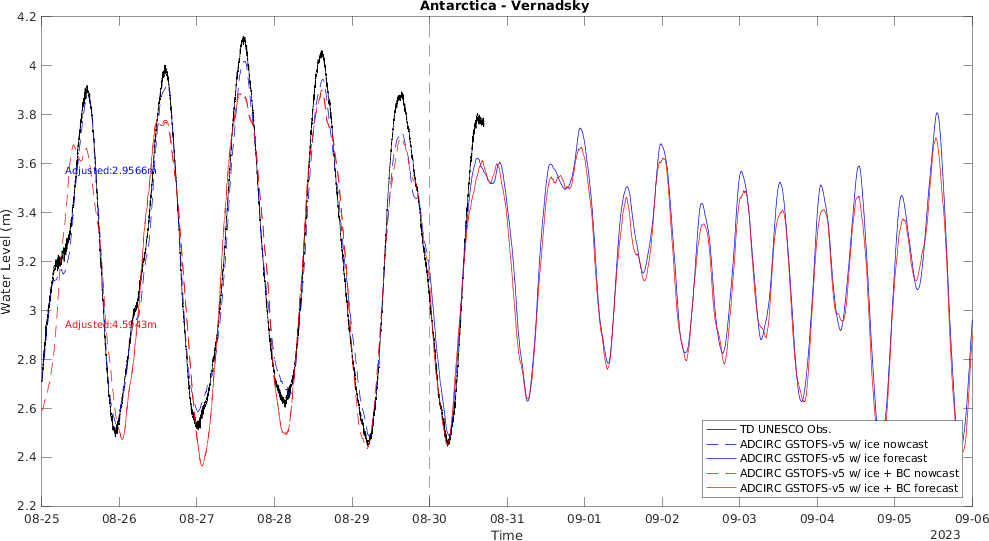 Antarctica - Vernadsky
4.2
4
3.8
3.6
3.4
3.2
3
2.8
2.6
2.4
2.2
Water Level (m)
Adjusted:2.9566m
Adjusted:4.5943m
TD UNESCO Obs.
ADCIRC GSTOFS-v5 w/ ice nowcast
ADCIRC GSTOFS-v5 w/ ice forecast
ADCIRC GSTOFS-v5 w/ ice + BC nowcast
ADCIRC GSTOFS-v5 w/ ice + BC forecast
08-25 08-26 08-27 08-28 08-29 08-30 08-31 09-01 09-02 09-03 09-04 09-05 09-06
Time
2023